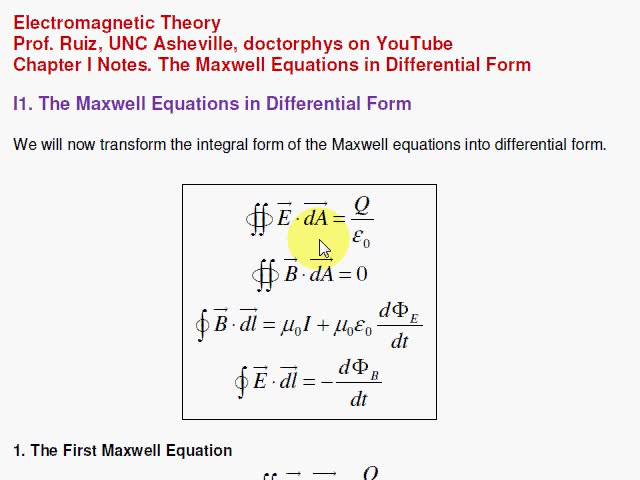 Electromagnetic Theory
Prof. Ruiz, UNC Asheville, doctorphys on YouTube
Chapter I Notes. The Maxwell Equations in Differential Form
I1. The Maxwell Equations in Differential Form
We will now transform the integral form of the Maxwell equations into differential form.
∯ E⃗ · dA⃗ = Q / ε₀
∯ B⃗ · dA⃗ = 0
∮ B⃗ · dl⃗ = μ₀I + μ₀ε₀ dΦ_E / dt
∮ E⃗ · dl⃗ = − dΦ_B / dt
1. The First Maxwell Equation